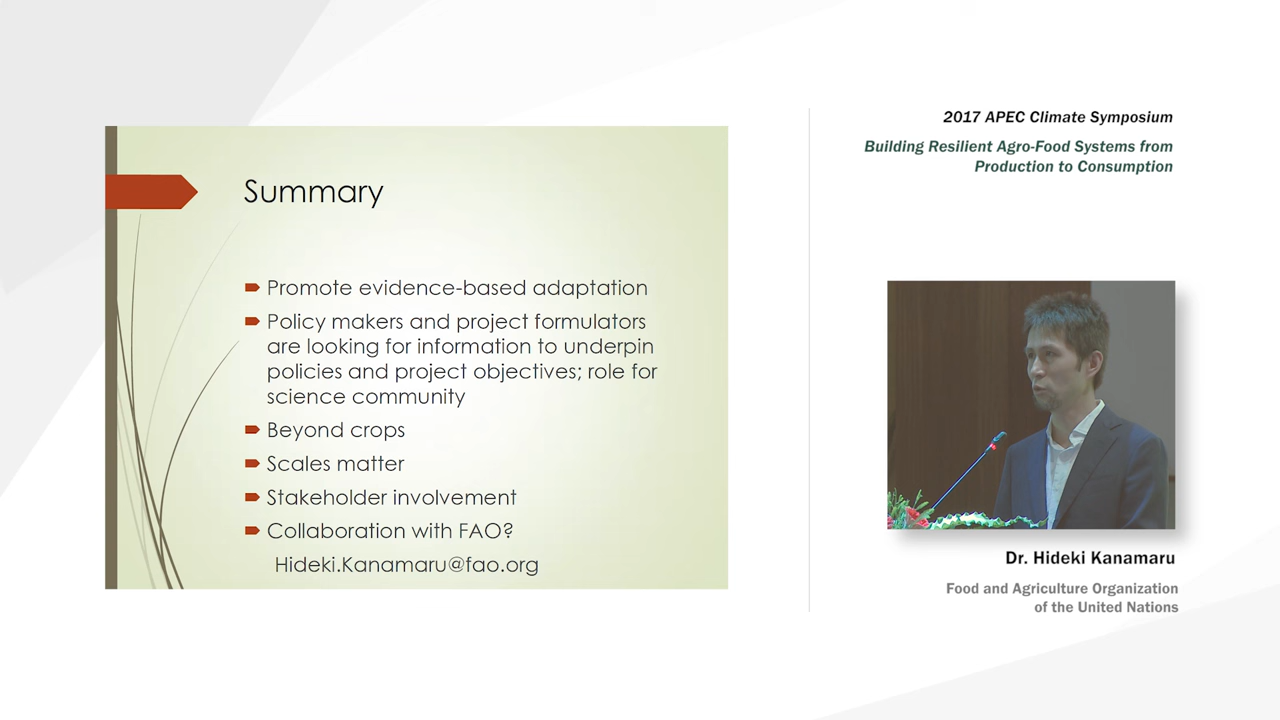 Summary
Promote evidence-based adaptation
Policy makers and project formulators
are looking for information to underpin
policies and project objectives; role for
science community
Beyond crops
Scales matter
Stakeholder involvement
Collaboration with FAO?
Hideki.Kanamaru@fao.org
2017 APEC Climate Symposium
Building Resilient Agro-Food Systems from
Production to Consumption
Dr. Hideki Kanamaru
Food and Agriculture Organization
of the United Nations